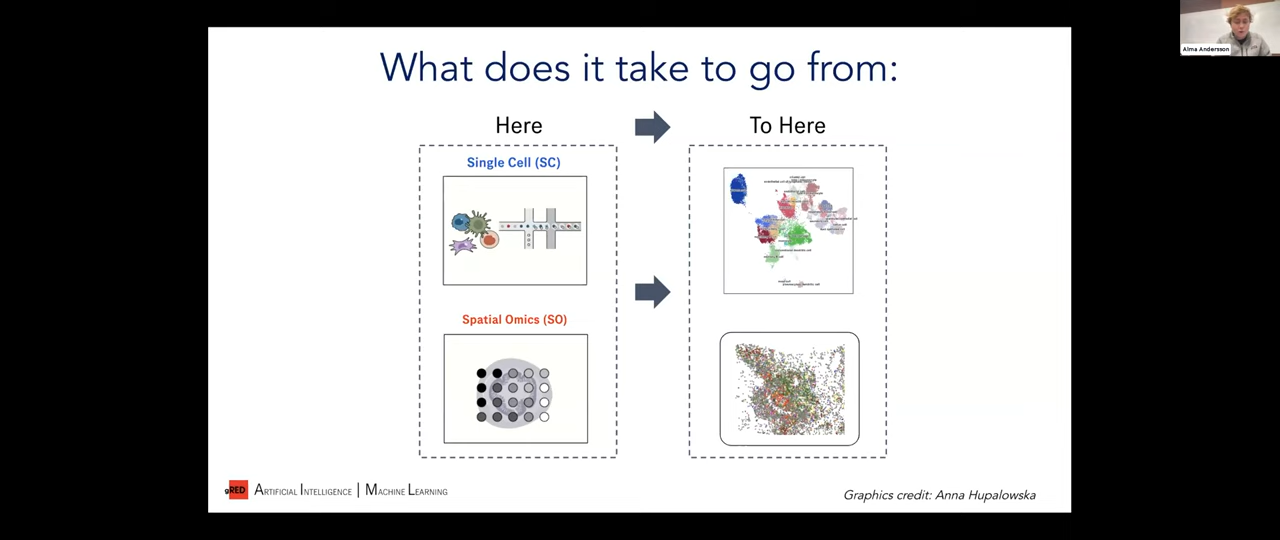 What does it take to go from:
Here
To Here
Single Cell (SC)
Spatial Omics (SO)
gRED ARTIFICIAL INTELLIGENCE | MACHINE LEARNING
Graphics credit: Anna Hupalowska
Alma Andersson